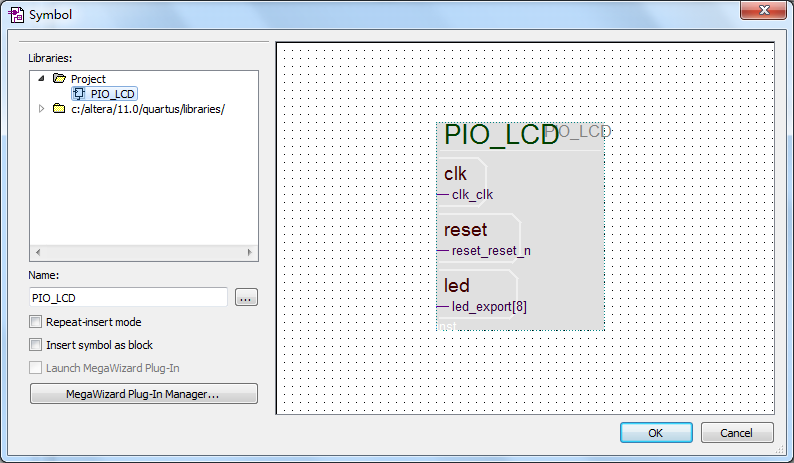 Symbol
Libraries:
Project
PIO_LCD
c:/altera/11.0/quartus/libraries/
Name:
PIO_LCD
...
Repeat-insert mode
Insert symbol as block
Launch MegaWizard Plug-In
MegaWizard Plug-In Manager...
PIO_LCD
PIO_LCD
clk
clk_clk
reset
reset_reset_n
led
led_export[8]
inst
OK
Cancel